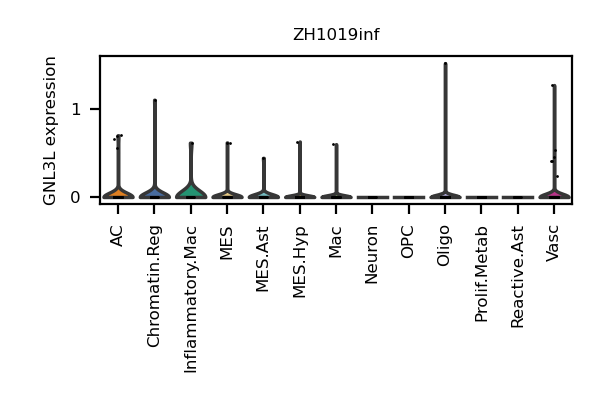 ZH1019inf
GNL3L expression
1
0
AC
Chromatin.Reg
Inflammatory.Mac
MES
MES.Ast
MES.Hyp
Mac
Neuron
OPC
Oligo
Prolif.Metab
Reactive.Ast
Vasc